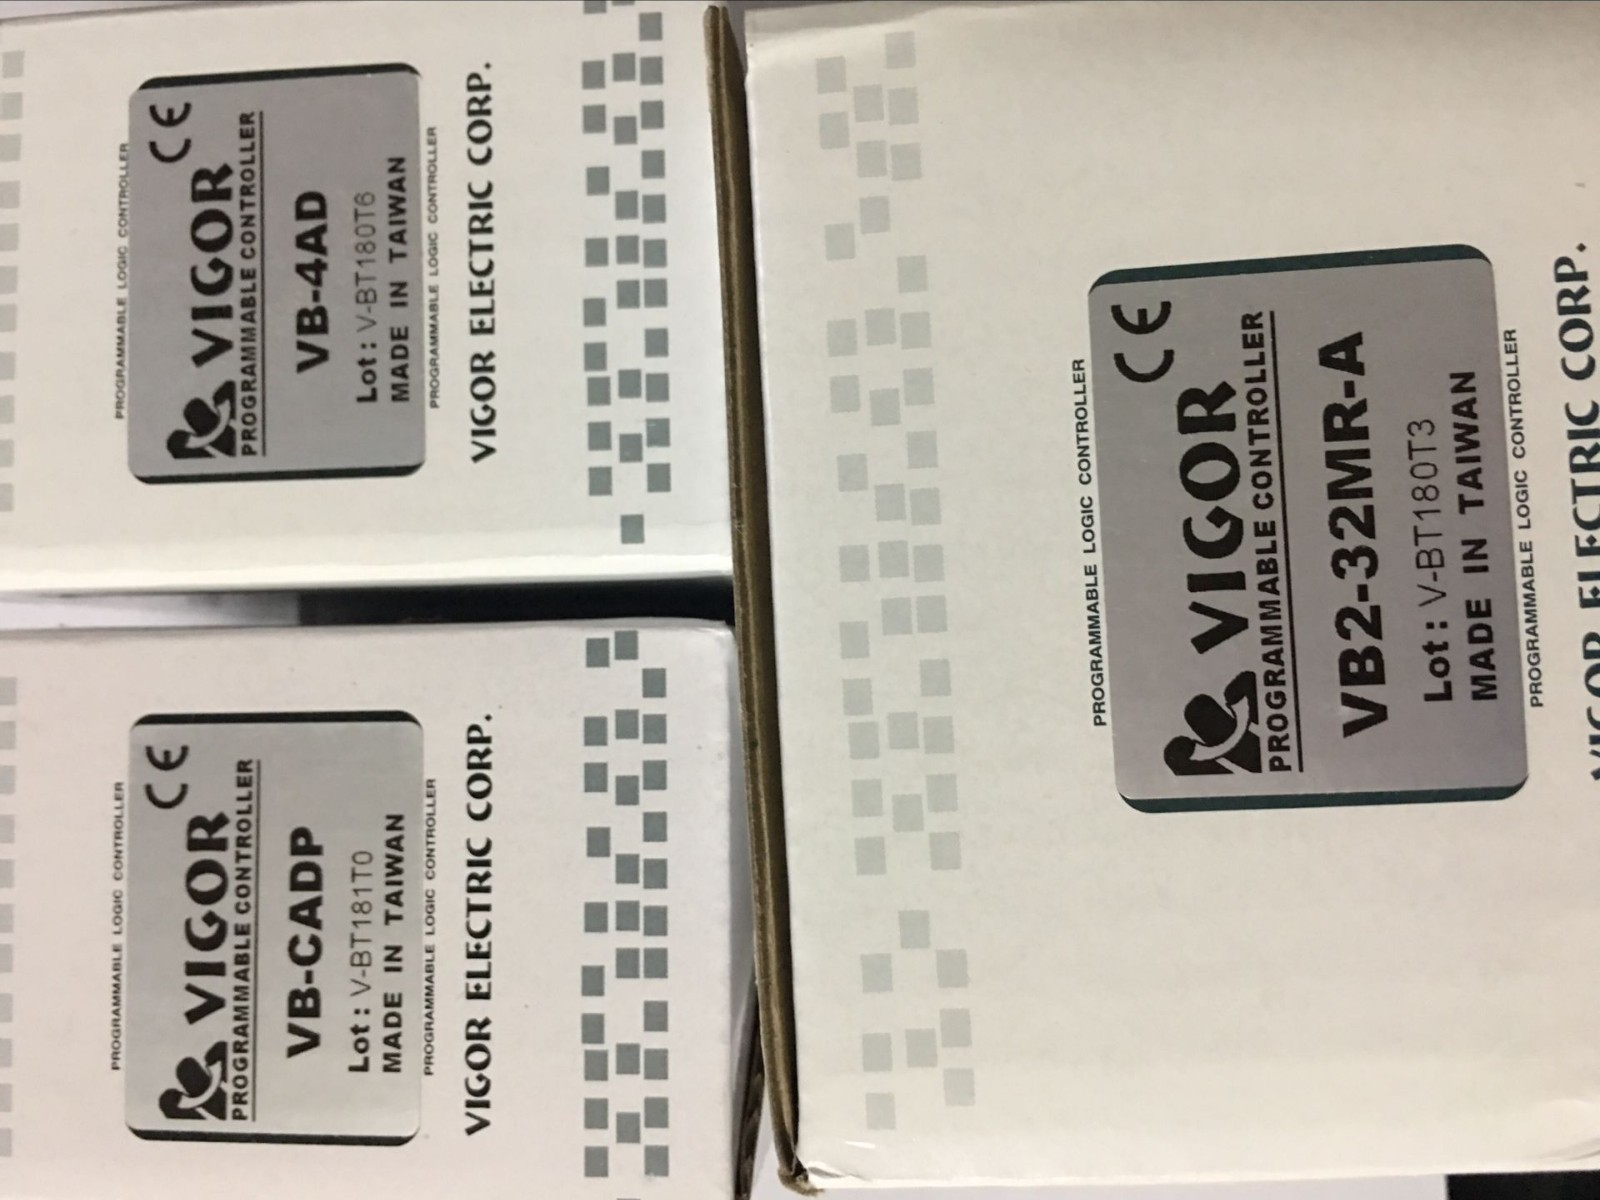 PROGRAMMABLE LOGIC CONTROLLER
VIGOR CE
PROGRAMMABLE CONTROLLER
VB-4AD
Lot: V-BT180T6
MADE IN TAIWAN
PROGRAMMABLE LOGIC CONTROLLER
VIGOR ELECTRIC CORP.
PROGRAMMABLE LOGIC CONTROLLER
VIGOR CE
PROGRAMMABLE CONTROLLER
VB-CADP
Lot: V-BT181T0
MADE IN TAIWAN
PROGRAMMABLE LOGIC CONTROLLER
VIGOR ELECTRIC CORP.
PROGRAMMABLE LOGIC CONTROLLER
VIGOR CE
PROGRAMMABLE CONTROLLER
VB2-32MR-A
Lot: V-BT180T3
MADE IN TAIWAN
PROGRAMMABLE LOGIC CONTROLLER
VIGOR ELECTRIC CORP.